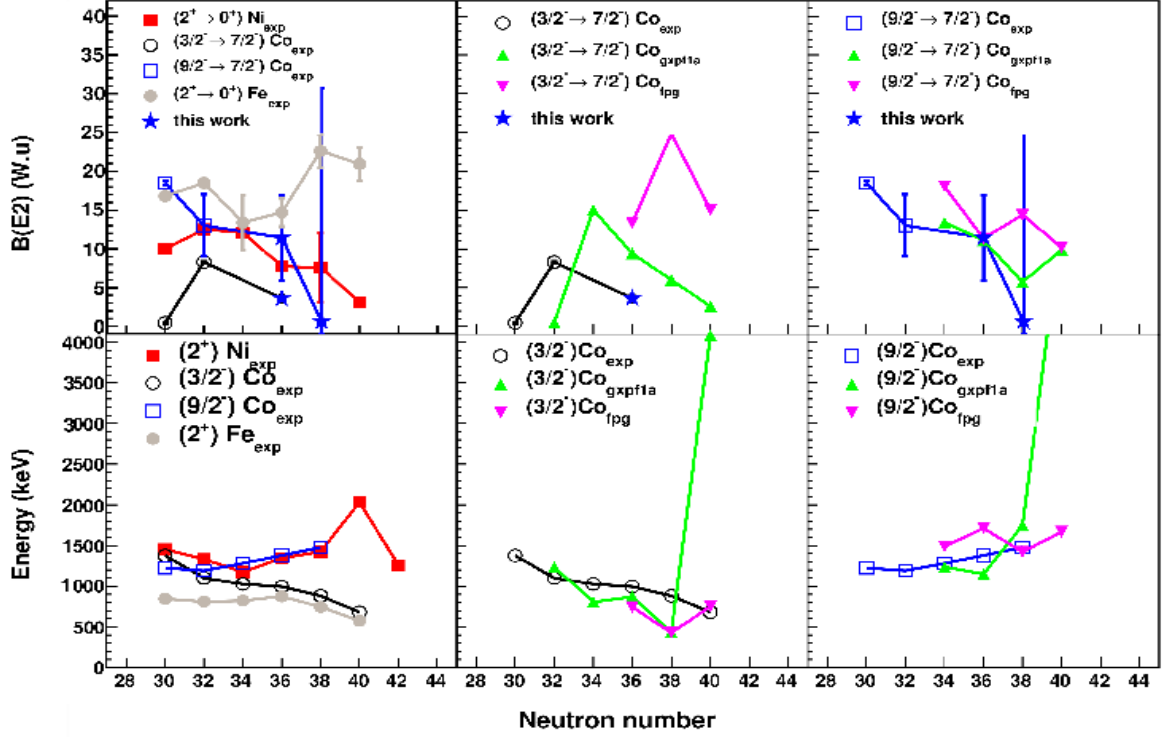 B(E2) (W.u)
40
35
30
25
20
15
10
5
0
(2⁺→0⁺) Ni_exp
(3/2⁻→7/2⁻) Co_exp
(9/2⁻→7/2⁻) Co_exp
(2⁺→0⁺) Fe_exp
this work
(3/2⁻→7/2⁻) Co_exp
(3/2⁻→7/2⁻) Co_gxpf1a
(3/2⁻→7/2⁻) Co_fpg
this work
(9/2⁻→7/2⁻) Co_exp
(9/2⁻→7/2⁻) Co_gxpf1a
(9/2⁻→7/2⁻) Co_fpg
this work
Energy (keV)
4000
3500
3000
2500
2000
1500
1000
500
0
(2⁺) Ni_exp
(3/2⁻) Co_exp
(9/2⁻) Co_exp
(2⁺) Fe_exp
(3/2⁻)Co_exp
(3/2⁻)Co_gxpf1a
(3/2⁻)Co_fpg
(9/2⁻)Co_exp
(9/2⁻)Co_gxpf1a
(9/2⁻)Co_fpg
28 30 32 34 36 38 40 42 44
28 30 32 34 36 38 40 42 44
28 30 32 34 36 38 40 42 44
Neutron number